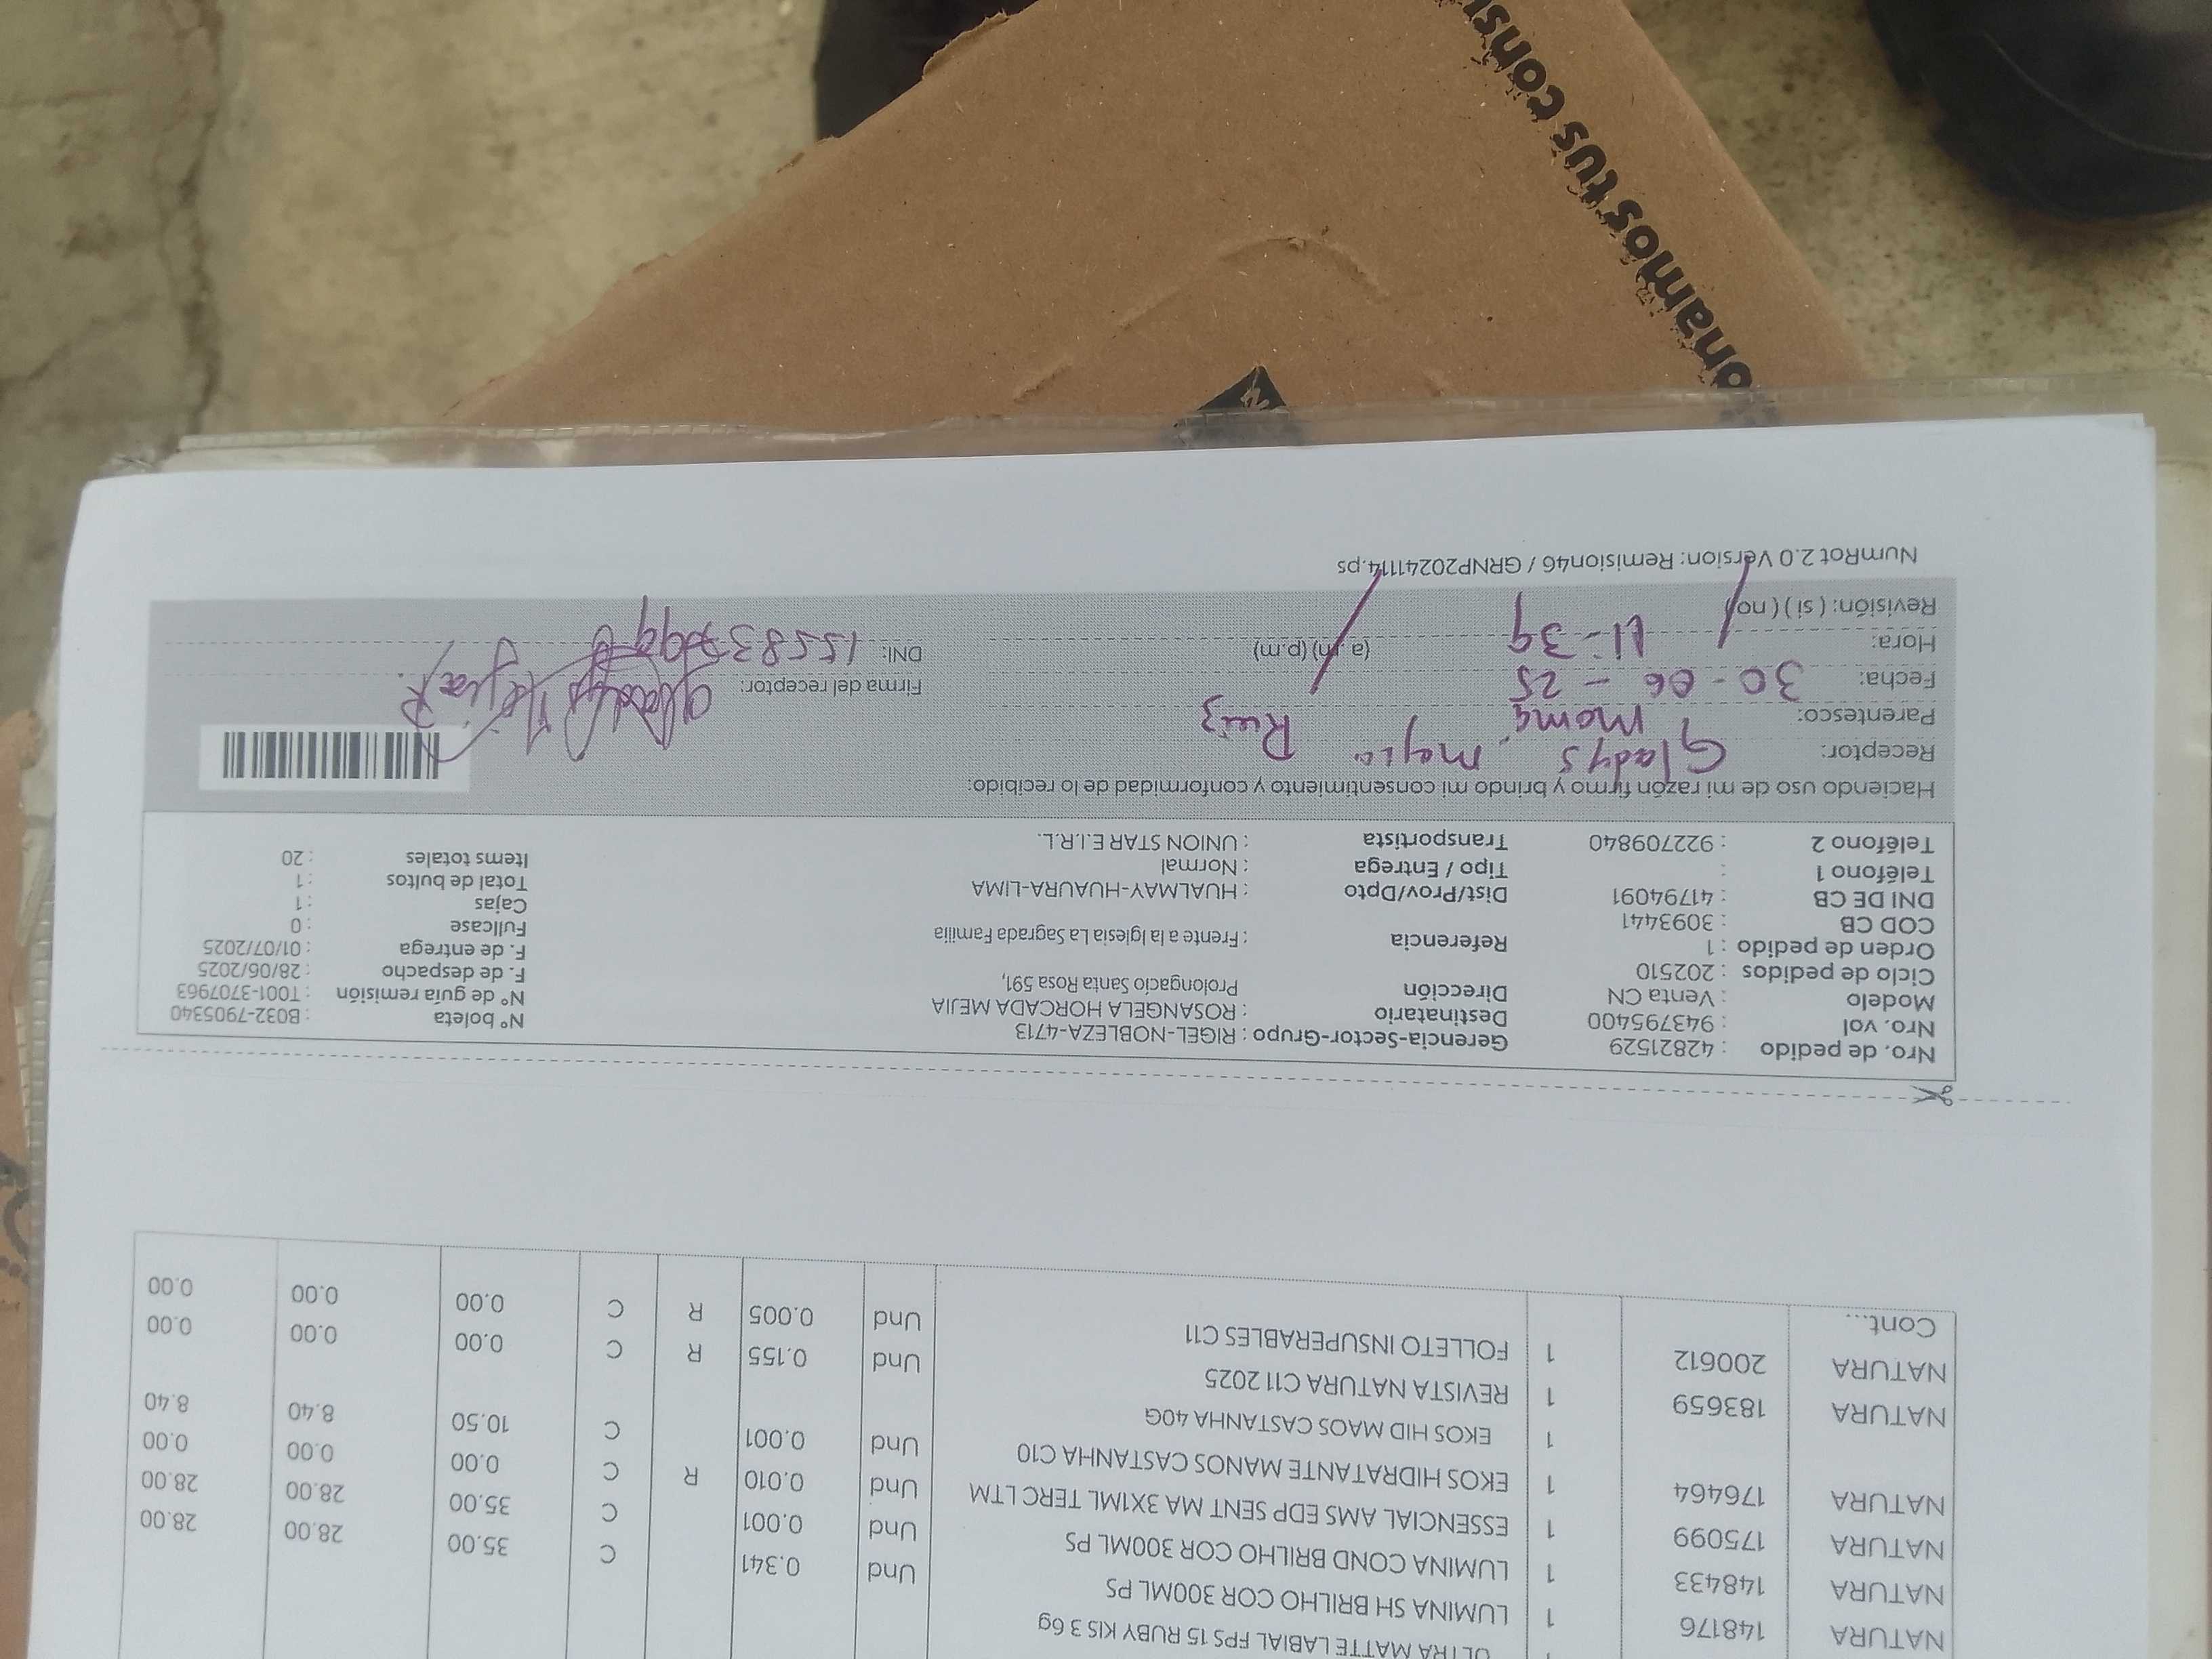 ULTRA MATTE LABIAL FPS 15 RUBY KIS 3 6g
NATURA 148176 1 LUMINA SH BRILHO COR 300ML PS Und 0.341 C 35.00 28.00 28.00
NATURA 148433 1 LUMINA COND BRILHO COR 300ML PS Und 0.001 C 35.00 28.00 28.00
NATURA 175099 1 ESSENCIAL AMS EDP SENT MA 3X1ML TERC LTM Und 0.010 R C 0.00 0.00 0.00
NATURA 176464 1 EKOS HIDRATANTE MANOS CASTANHA C10 Und 0.001 C 10.50 8.40 8.40
1 EKOS HID MAOS CASTANHA 40G
NATURA 183659 1 REVISTA NATURA C11 2025 Und 0.155 R C 0.00 0.00 0.00
NATURA 200612 1 FOLLETO INSUPERABLES C11 Und 0.005 R C 0.00 0.00 0.00
Cont...
Nro. de pedido : 42821529 Gerencia-Sector-Grupo : RIGEL-NOBLEZA-4713 N° boleta : B032-7905340
Nro. vol : 943795400 Destinatario : ROSANGELA HORCADA MEJIA N° de guía remisión : T001-3707963
Modelo : Venta CN Dirección Prolongacio Santa Rosa 591, F. de despacho : 28/06/2025
Ciclo de pedidos : 202510 F. de entrega : 01/07/2025
Orden de pedido : 1 Referencia : Frente a la Iglesia La Sagrada Familia Fullcase : 0
COD CB : 3093441 Cajas : 1
DNI DE CB : 41794091 Dist/Prov/Dpto : HUALMAY-HUAURA-LIMA Total de bultos : 1
Teléfono 1 : Tipo / Entrega : Normal Items totales : 20
Teléfono 2 : 922709840 Transportista : UNION STAR E.I.R.L.
Haciendo uso de mi razón firmo y brindo mi consentimiento y conformidad de lo recibido:
Receptor: Gladys mejia Ruiz
Parentesco: mama
Fecha: 30-06-25 Firma del receptor: Gladys Mejia R
Hora: 11-39 (a.m) (p.m) DNI:
Revisión: (si) (no)
NumRot 2.0 Version: Remision46 / GRNP20241114.ps
onamos tus consu